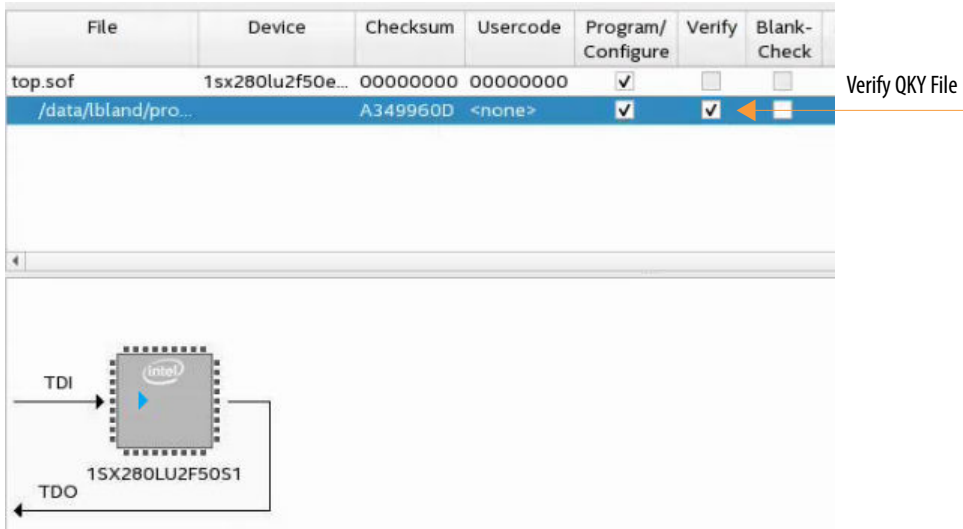 File Device Checksum Usercode Program/ Configure Verify Blank- Check
top.sof 1sx280lu2f50e... 00000000 00000000
/data/lbland/pro... A349960D <none>
Verify QKY File
intel
TDI
1SX280LU2F50S1
TDO